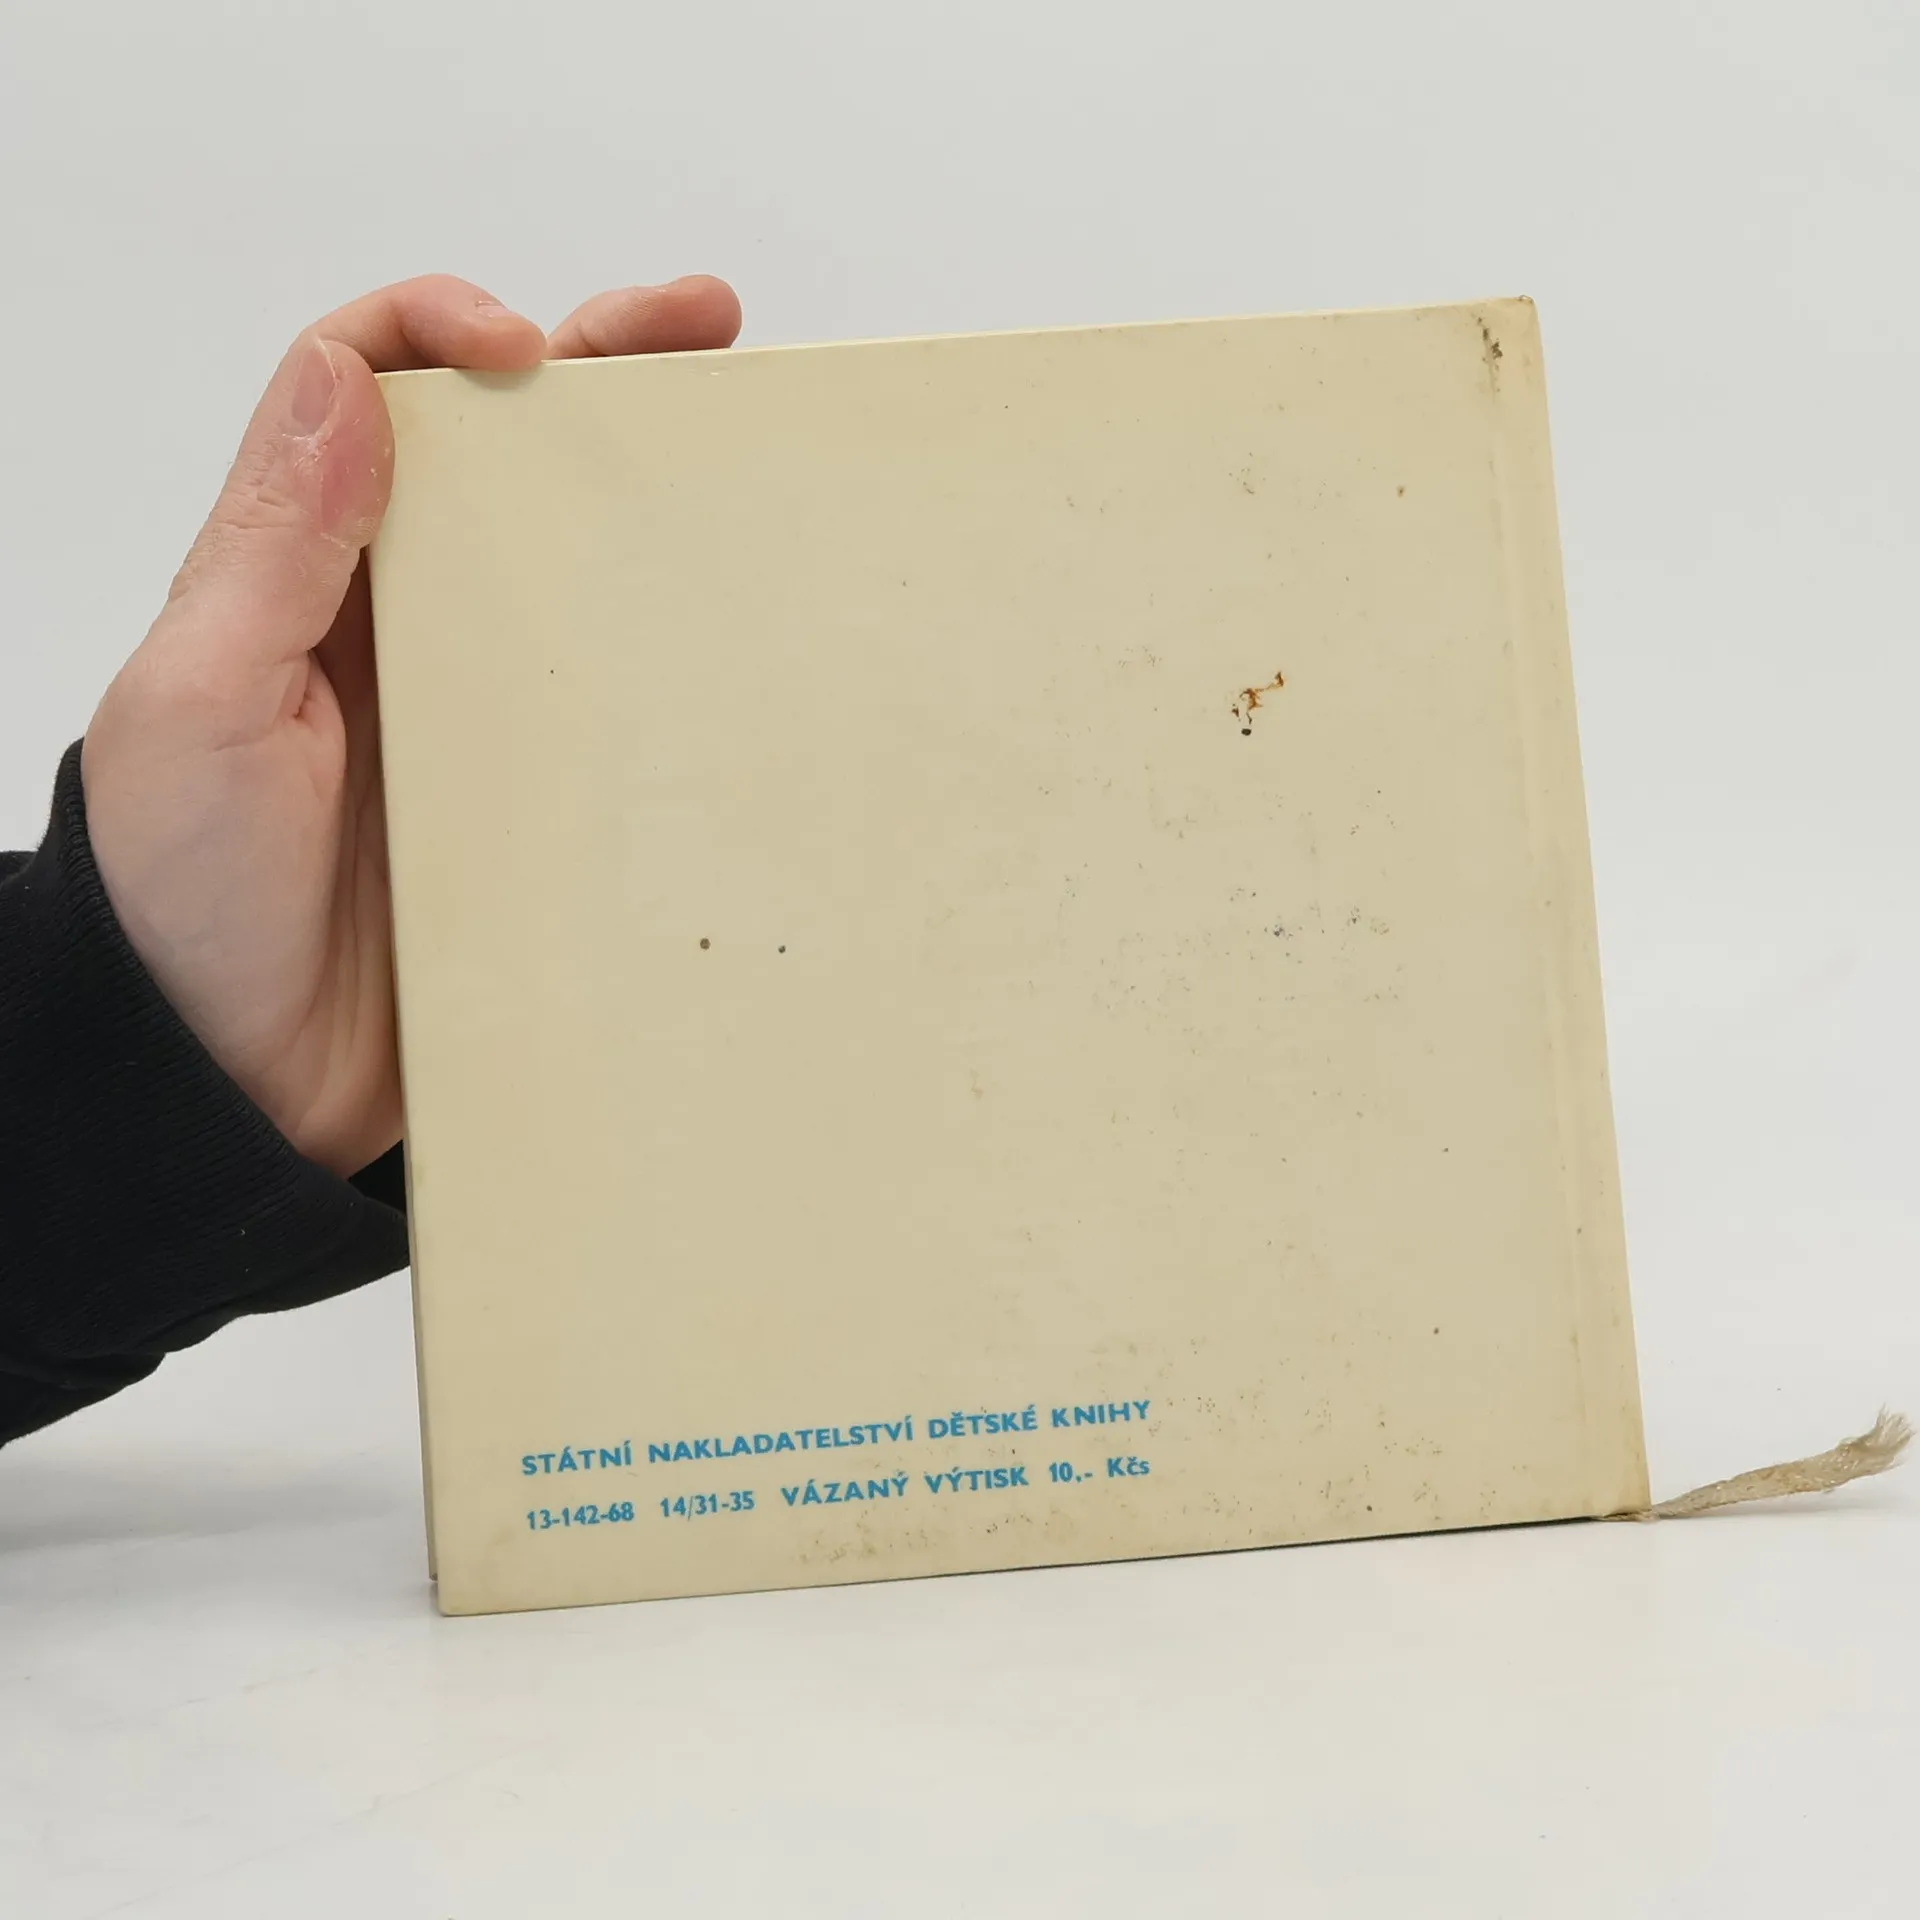 STÁTNÍ NAKLADATELSTVÍ DĚTSKÉ KNIHY
13-142-68 14/31-35 VÁZANÝ VÝTISK 10,- Kčs